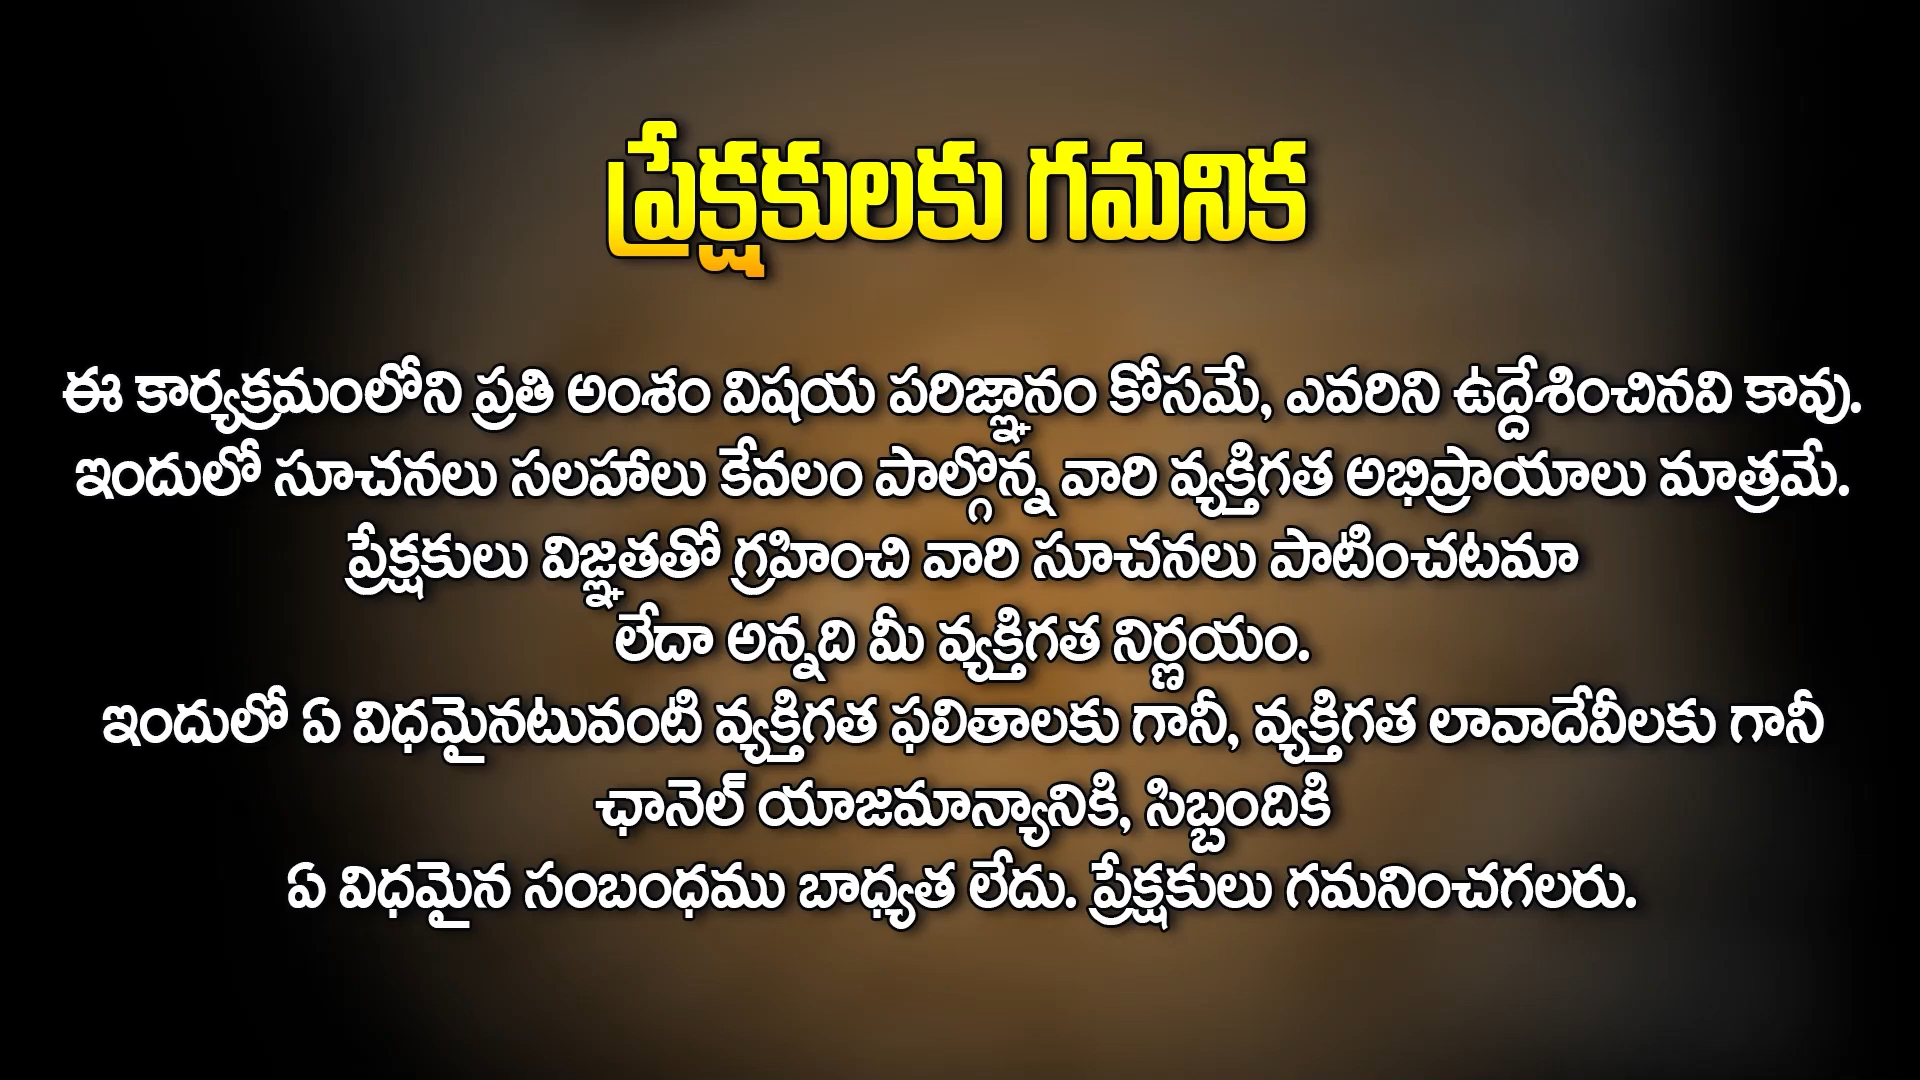 ప్రేక్షకులకు గమనిక
ఈ కార్యక్రమంలోని ప్రతి అంశం విషయ పరిజ్ఞానం కోసమే, ఎవరిని ఉద్దేశించినవి కావు.
ఇందులో సూచనలు సలహాలు కేవలం పాల్గొన్న వారి వ్యక్తిగత అభిప్రాయాలు మాత్రమే.
ప్రేక్షకులు విజ్ఞతతో గ్రహించి వారి సూచనలు పాటించటమా
లేదా అన్నది మీ వ్యక్తిగత నిర్ణయం.
ఇందులో ఏ విధమైనటువంటి వ్యక్తిగత ఫలితాలకు గానీ, వ్యక్తిగత లావాదేవీలకు గానీ
ఛానెల్ యాజమాన్యానికి, సిబ్బందికి
ఏ విధమైన సంబంధము బాధ్యత లేదు. ప్రేక్షకులు గమనించగలరు.